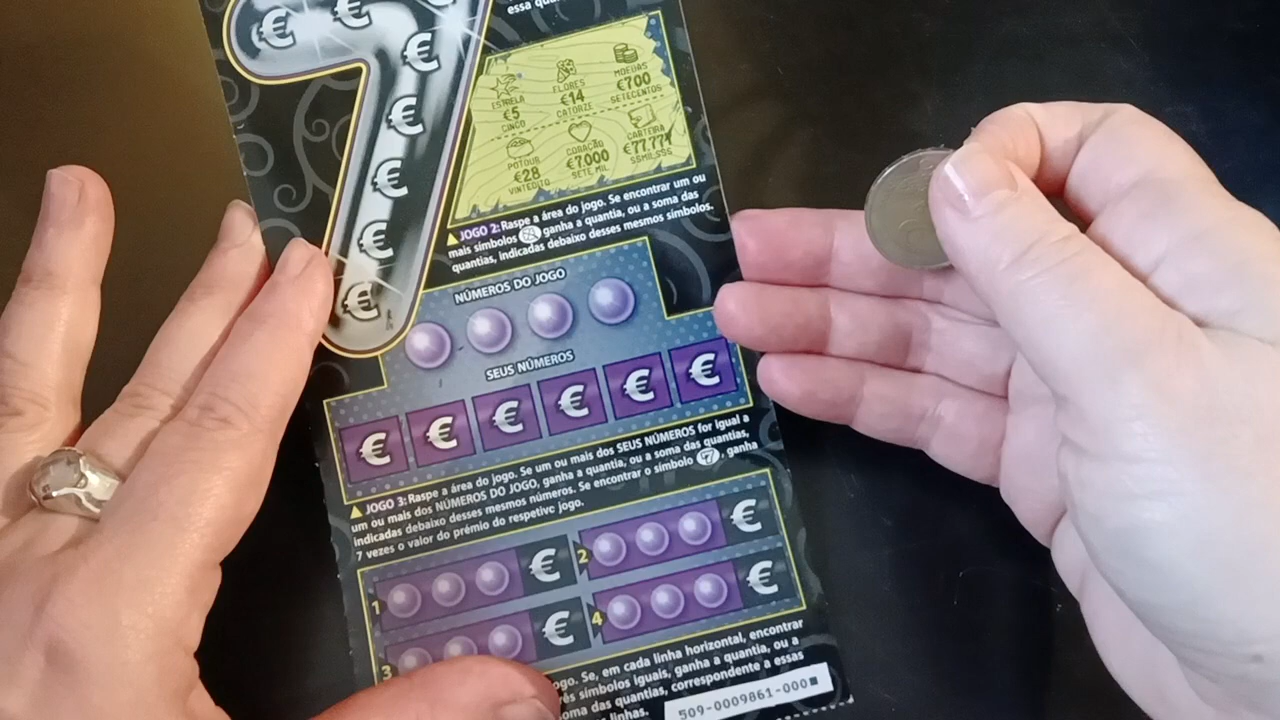 essa qu
€ € €
€
€
€
€
€
ESTRELA FLORES MOEDAS
€5 €14 €700
CINCO CATORZE SETECENTOS
POTOUR CORAÇÃO CARTEIRA
€28 €7.000 €77.777
VINTEOITO SETE MIL
▲ JOGO 2: Raspe a área do jogo. Se encontrar um ou
mais símbolos ganha a quantia, ou a soma das
quantias, indicadas debaixo desses mesmos símbolos.
NÚMEROS DO JOGO
SEUS NÚMEROS
€ € € € € €
▲ JOGO 3: Raspe a área do jogo. Se um ou mais dos SEUS NÚMEROS for igual a
um ou mais dos NÚMEROS DO JOGO, ganha a quantia, ou a soma das quantias,
indicadas debaixo desses mesmos números. Se encontrar o símbolo 7, ganha
7 vezes o valor do prémio do respetivo jogo.
1 € 2 €
3 € 4 €
ogo. Se, em cada linha horizontal, encontrar
rês símbolos iguais, ganha a quantia, ou a
oma das quantias, correspondente a essas
linhas.
509-0009861-000